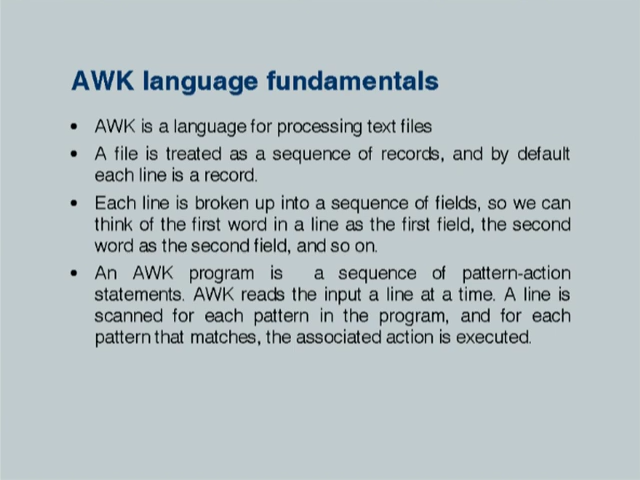 AWK language fundamentals
• AWK is a language for processing text files
• A file is treated as a sequence of records, and by default
each line is a record.
• Each line is broken up into a sequence of fields, so we can
think of the first word in a line as the first field, the second
word as the second field, and so on.
• An AWK program is a sequence of pattern-action
statements. AWK reads the input a line at a time. A line is
scanned for each pattern in the program, and for each
pattern that matches, the associated action is executed.